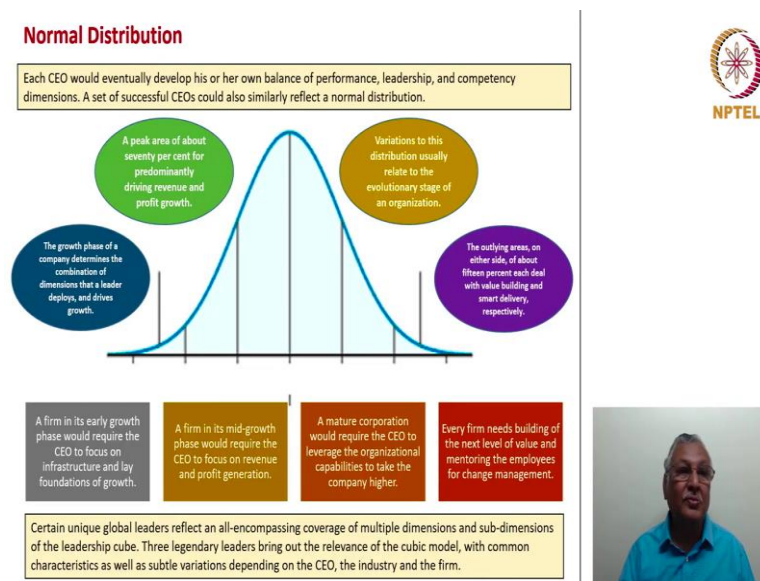 Normal Distribution
NPTEL
Each CEO would eventually develop his or her own balance of performance, leadership, and competency
dimensions. A set of successful CEOs could also similarly reflect a normal distribution.
A peak area of about
seventy per cent for
predominantly
driving revenue and
profit growth.
Variations to this
distribution usually
relate to the
evolutionary stage of
an organization.
The growth phase of a
company determines the
combination of
dimensions that a leader
deploys, and drives
growth.
The outlying areas, on
either side, of about
fifteen percent each deal
with value building and
smart delivery,
respectively.
A firm in its early growth
phase would require the
CEO to focus on
infrastructure and lay
foundations of growth.
A firm in its mid-growth
phase would require the
CEO to focus on revenue
and profit generation.
A mature corporation
would require the CEO to
leverage the organizational
capabilities to take the
company higher.
Every firm needs building of
the next level of value and
mentoring the employees
for change management.
Certain unique global leaders reflect an all-encompassing coverage of multiple dimensions and sub-dimensions
of the leadership cube. Three legendary leaders bring out the relevance of the cubic model, with common
characteristics as well as subtle variations depending on the CEO, the industry and the firm.